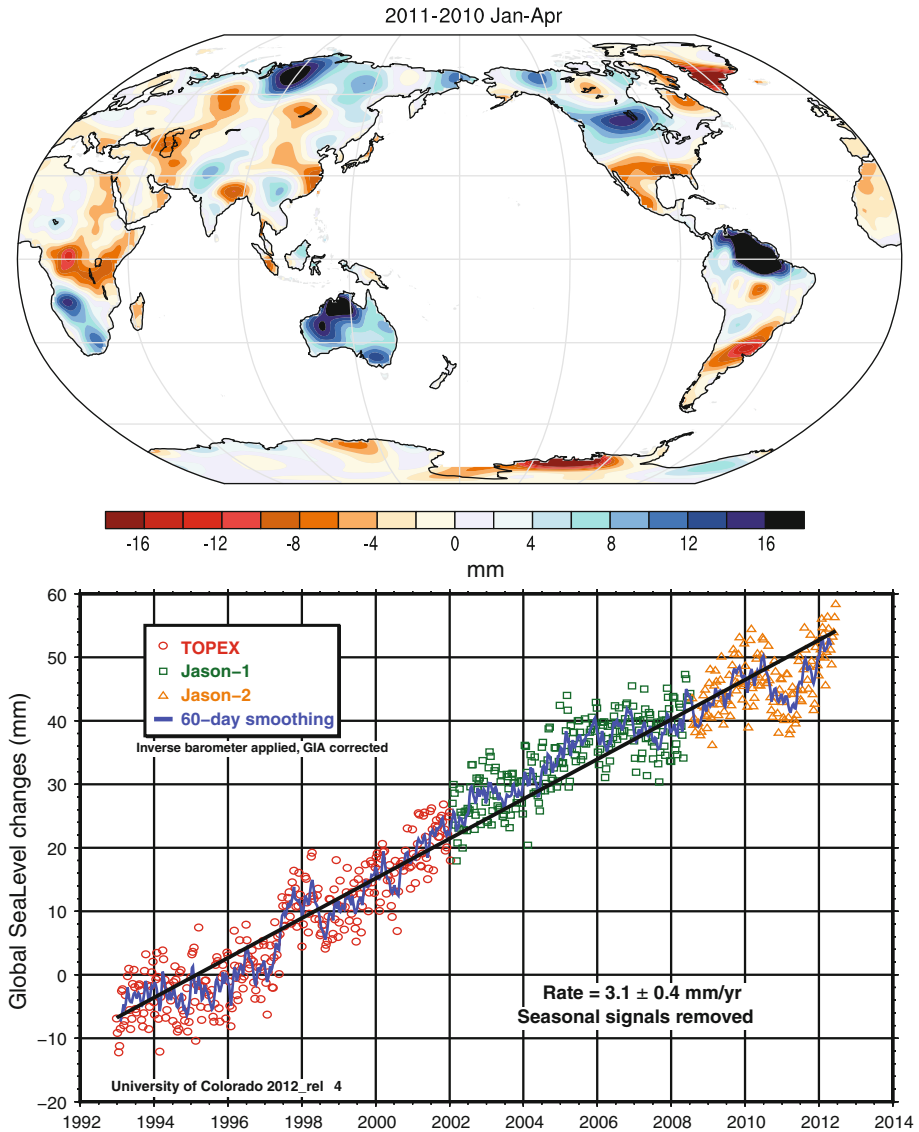 2011-2010 Jan-Apr
-16 -12 -8 -4 0 4 8 12 16
mm
Global SeaLevel changes (mm)
60
50
40
30
20
10
0
−10
−20
TOPEX
Jason−1
Jason−2
60−day smoothing
Inverse barometer applied, GIA corrected
Rate = 3.1 ± 0.4 mm/yr
Seasonal signals removed
University of Colorado 2012_rel 4
1992 1994 1996 1998 2000 2002 2004 2006 2008 2010 2012 2014